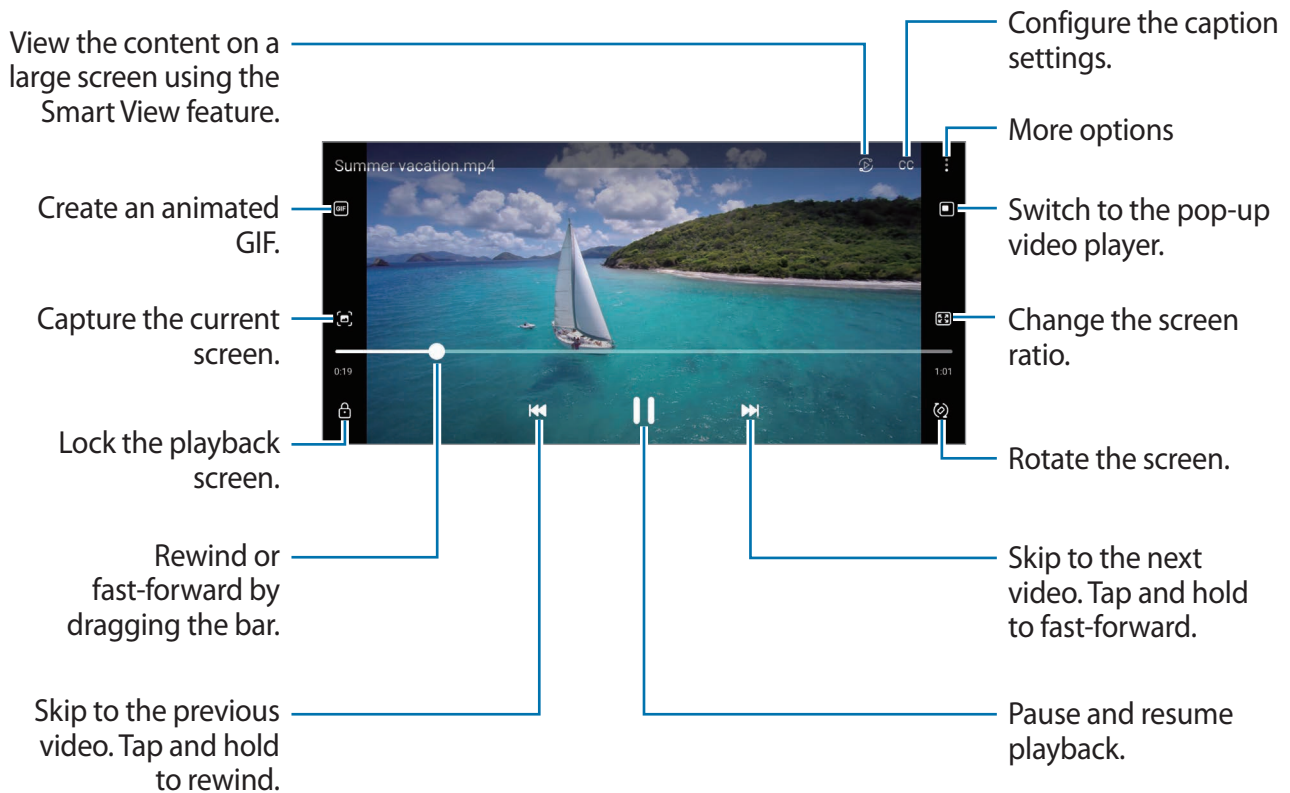 View the content on a
large screen using the
Smart View feature.
Create an animated
GIF.
Capture the current
screen.
Lock the playback
screen.
Rewind or
fast-forward by
dragging the bar.
Skip to the previous
video. Tap and hold
to rewind.
Summer vacation.mp4
CC
GIF
0:19
1:01
Configure the caption
settings.
More options
Switch to the pop-up
video player.
Change the screen
ratio.
Rotate the screen.
Skip to the next
video. Tap and hold
to fast-forward.
Pause and resume
playback.